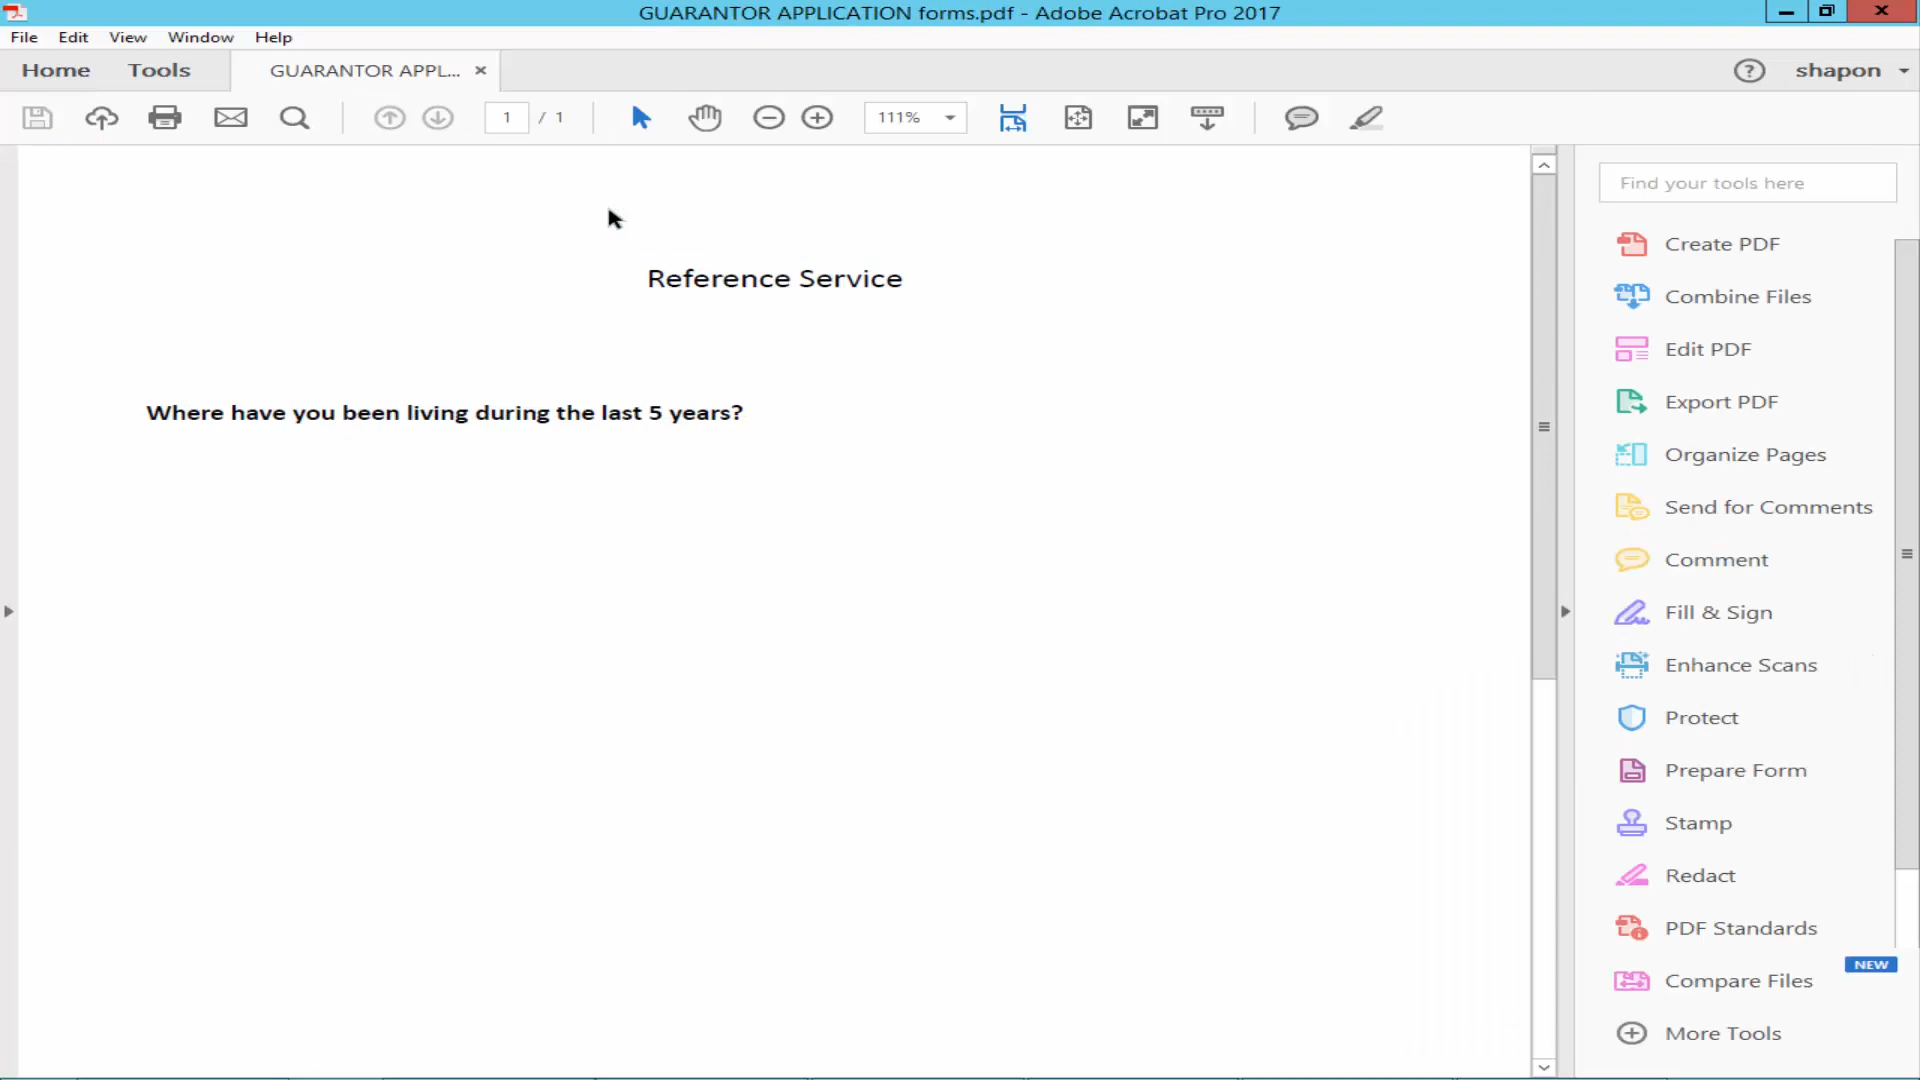 GUARANTOR APPLICATION forms.pdf - Adobe Acrobat Pro 2017
File Edit View Window Help
Home Tools GUARANTOR APPL... × ? shapon
1 / 1 111%
Find your tools here
Reference Service
Where have you been living during the last 5 years?
Create PDF
Combine Files
Edit PDF
Export PDF
Organize Pages
Send for Comments
Comment
Fill & Sign
Enhance Scans
Protect
Prepare Form
Stamp
Redact
PDF Standards
NEW
Compare Files
More Tools